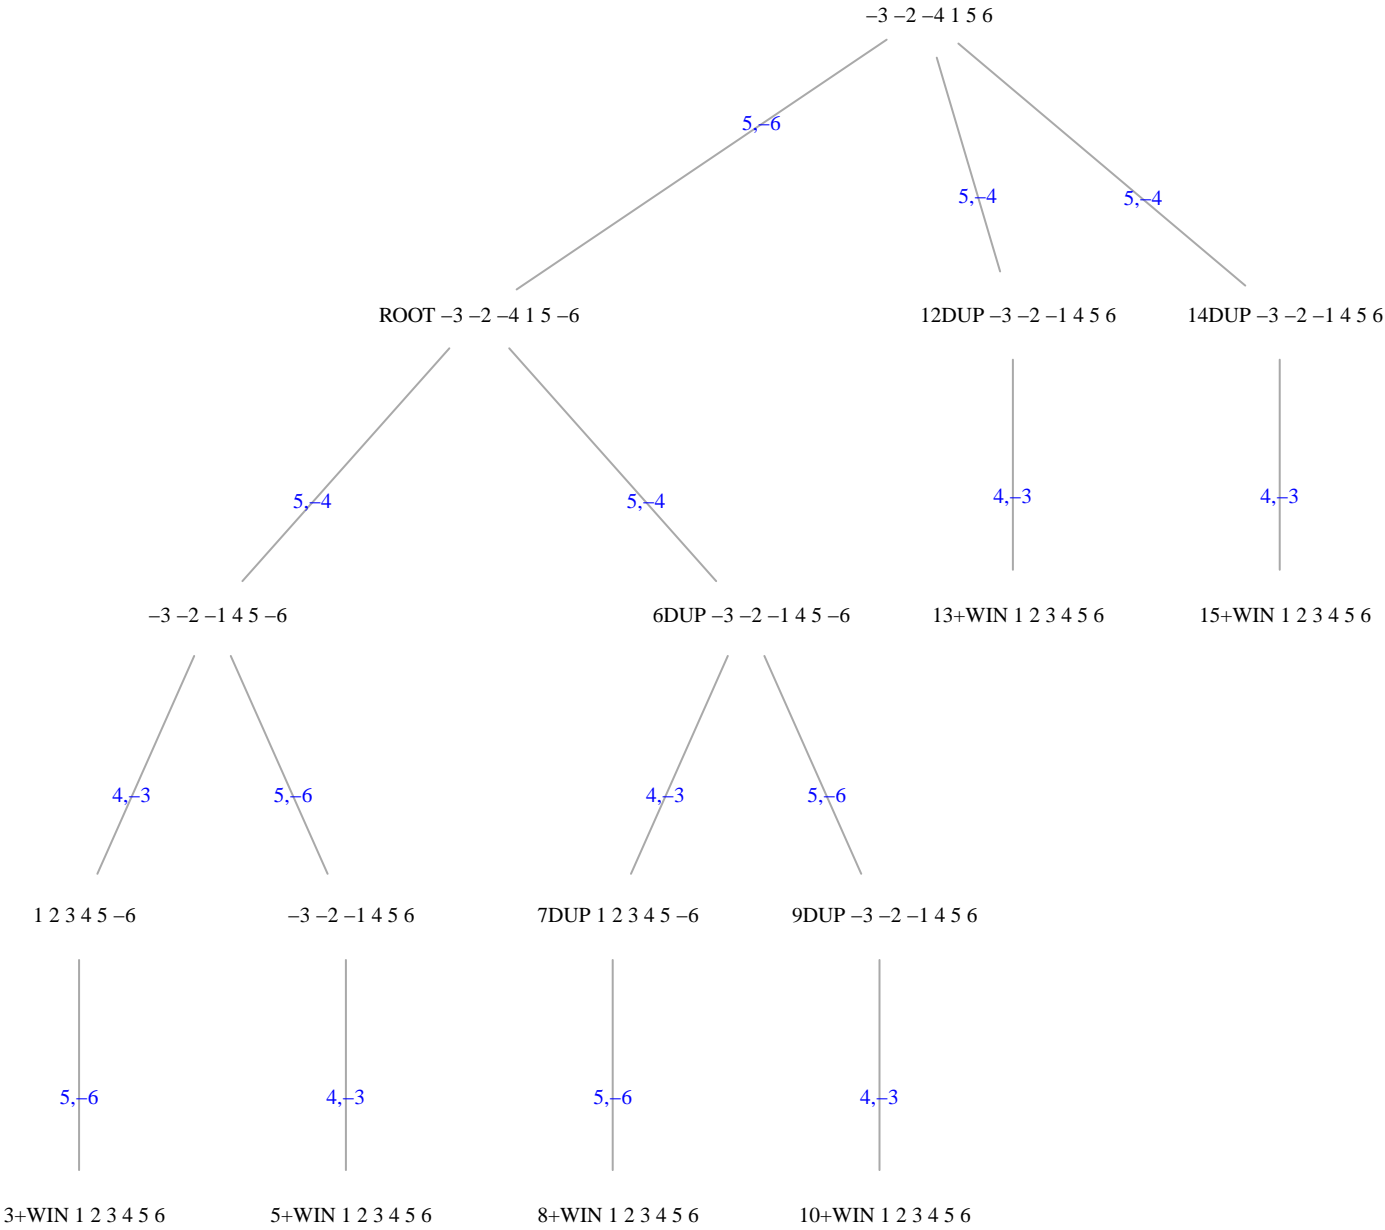 −3 −2 −4 1 5 6
5,−6
5,−4
5,−4
ROOT −3 −2 −4 1 5 −6
12DUP −3 −2 −1 4 5 6
14DUP −3 −2 −1 4 5 6
5,−4
5,−4
4,−3
4,−3
−3 −2 −1 4 5 −6
6DUP −3 −2 −1 4 5 −6
13+WIN 1 2 3 4 5 6
15+WIN 1 2 3 4 5 6
4,−3
5,−6
4,−3
5,−6
1 2 3 4 5 −6
−3 −2 −1 4 5 6
7DUP 1 2 3 4 5 −6
9DUP −3 −2 −1 4 5 6
5,−6
4,−3
5,−6
4,−3
3+WIN 1 2 3 4 5 6
5+WIN 1 2 3 4 5 6
8+WIN 1 2 3 4 5 6
10+WIN 1 2 3 4 5 6